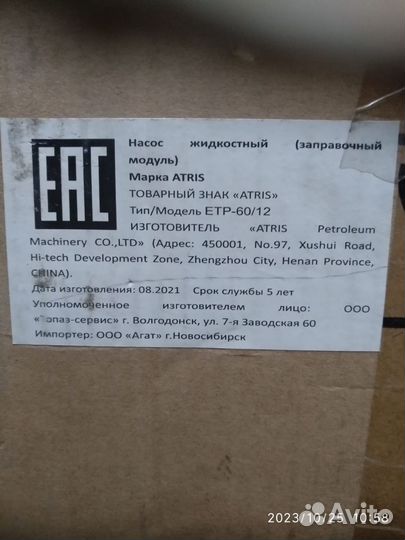 EAC
Насос жидкостный (заправочный
модуль)
Марка ATRIS
ТОВАРНЫЙ ЗНАК «ATRIS»
Тип/Модель ETP-60/12
ИЗГОТОВИТЕЛЬ «ATRIS Petroleum
Machinery CO.,LTD» (Адрес: 450001, No.97, Xushui Road,
Hi-tech Development Zone, Zhengzhou City, Henan Province,
CHINA).
Дата изготовления: 08.2021 Срок службы 5 лет
Уполномоченное изготовителем лицо: ООО
г. Волгодонск, ул. 7-я Заводская 60
Импортер: ООО «Агат» г.Новосибирск
2023/10/25 10:58
Avito